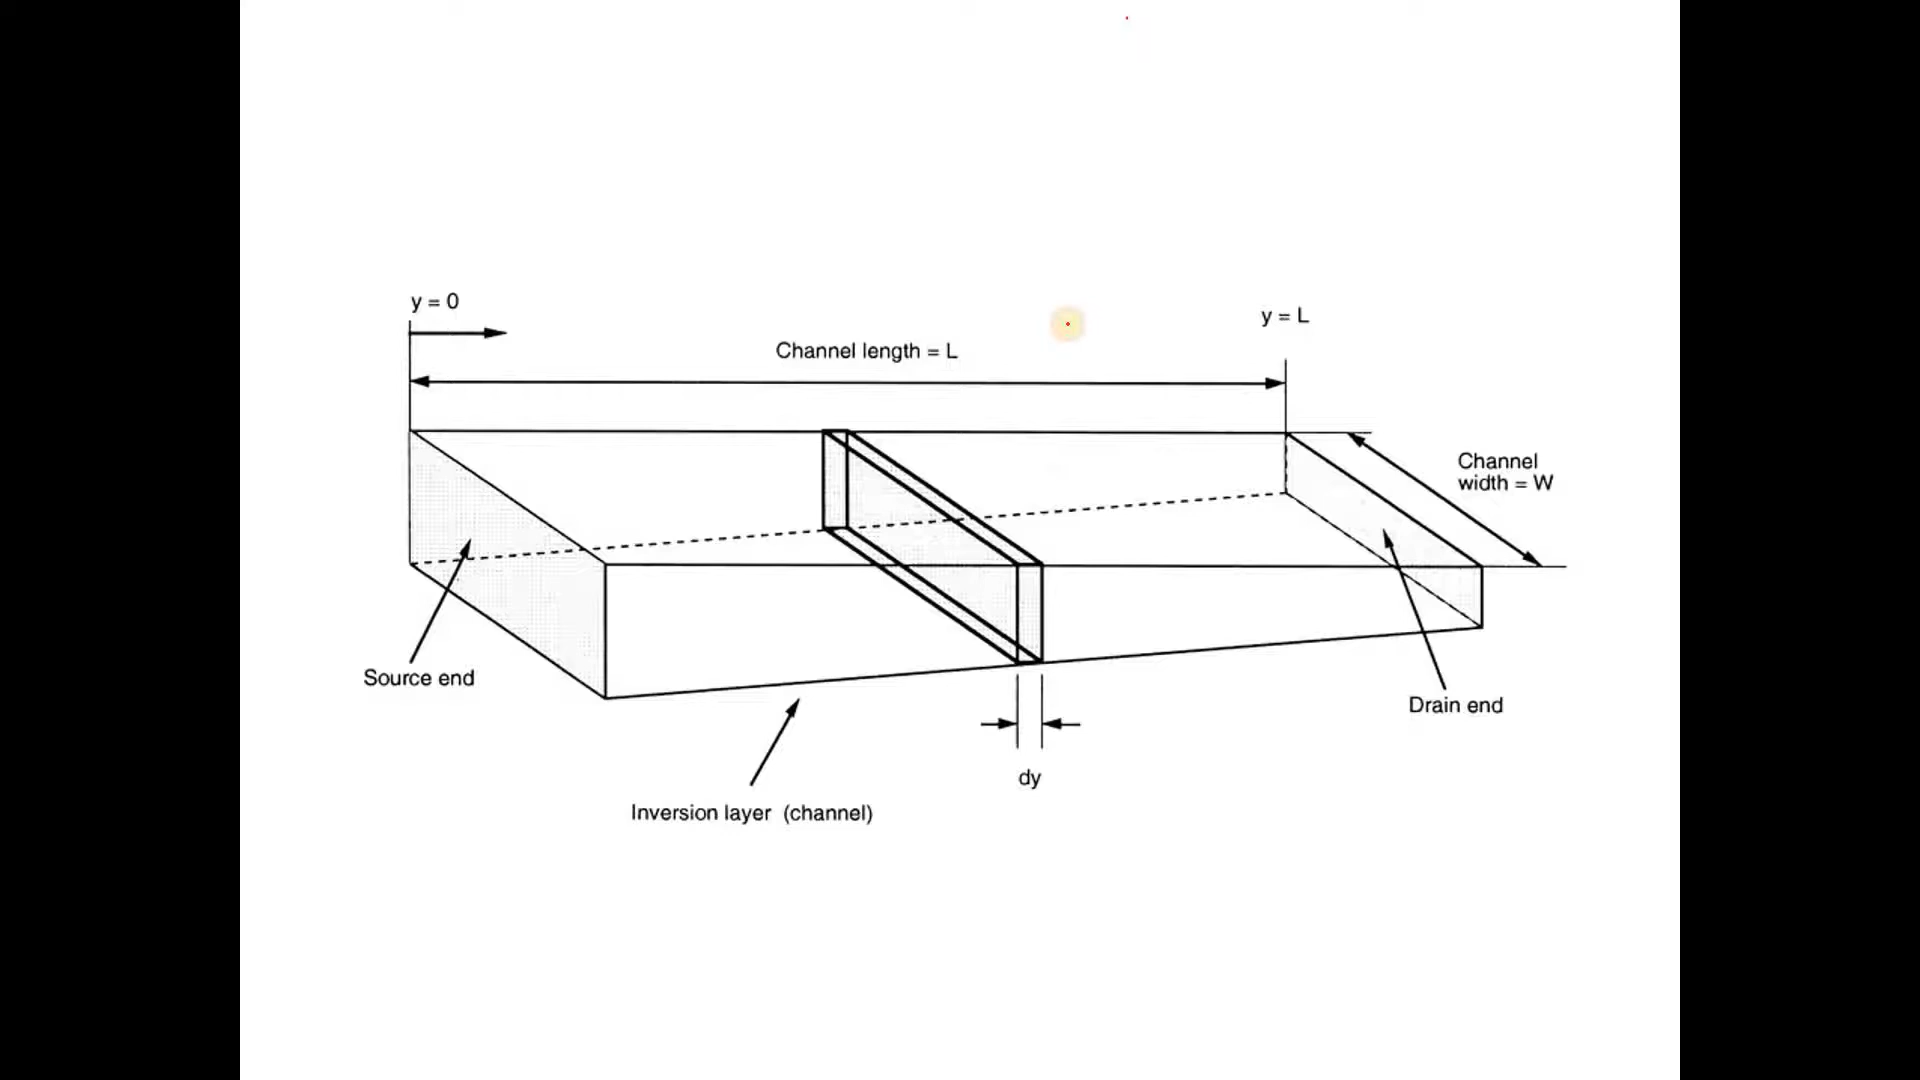 y = 0
y = L
Channel length = L
Channel
width = W
Source end
Drain end
dy
Inversion layer (channel)